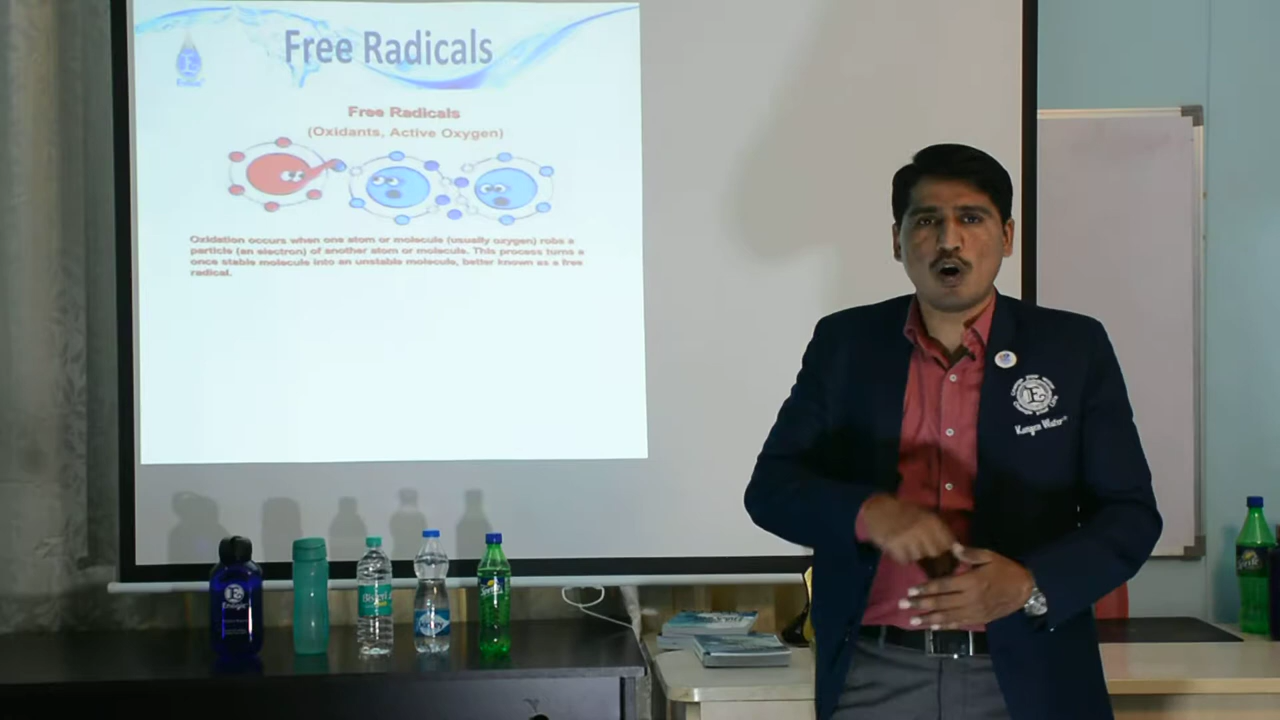 Free Radicals
Free Radicals
(Oxidants, Active Oxygen)
Oxidation occurs when one atom or molecule (usually oxygen) robs a
particle (an electron) of another atom or molecule. This process turns a
once stable molecule into an unstable molecule, better known as a free
radical.
E
Kangen Water
Enagic
Bisleri
Sprite